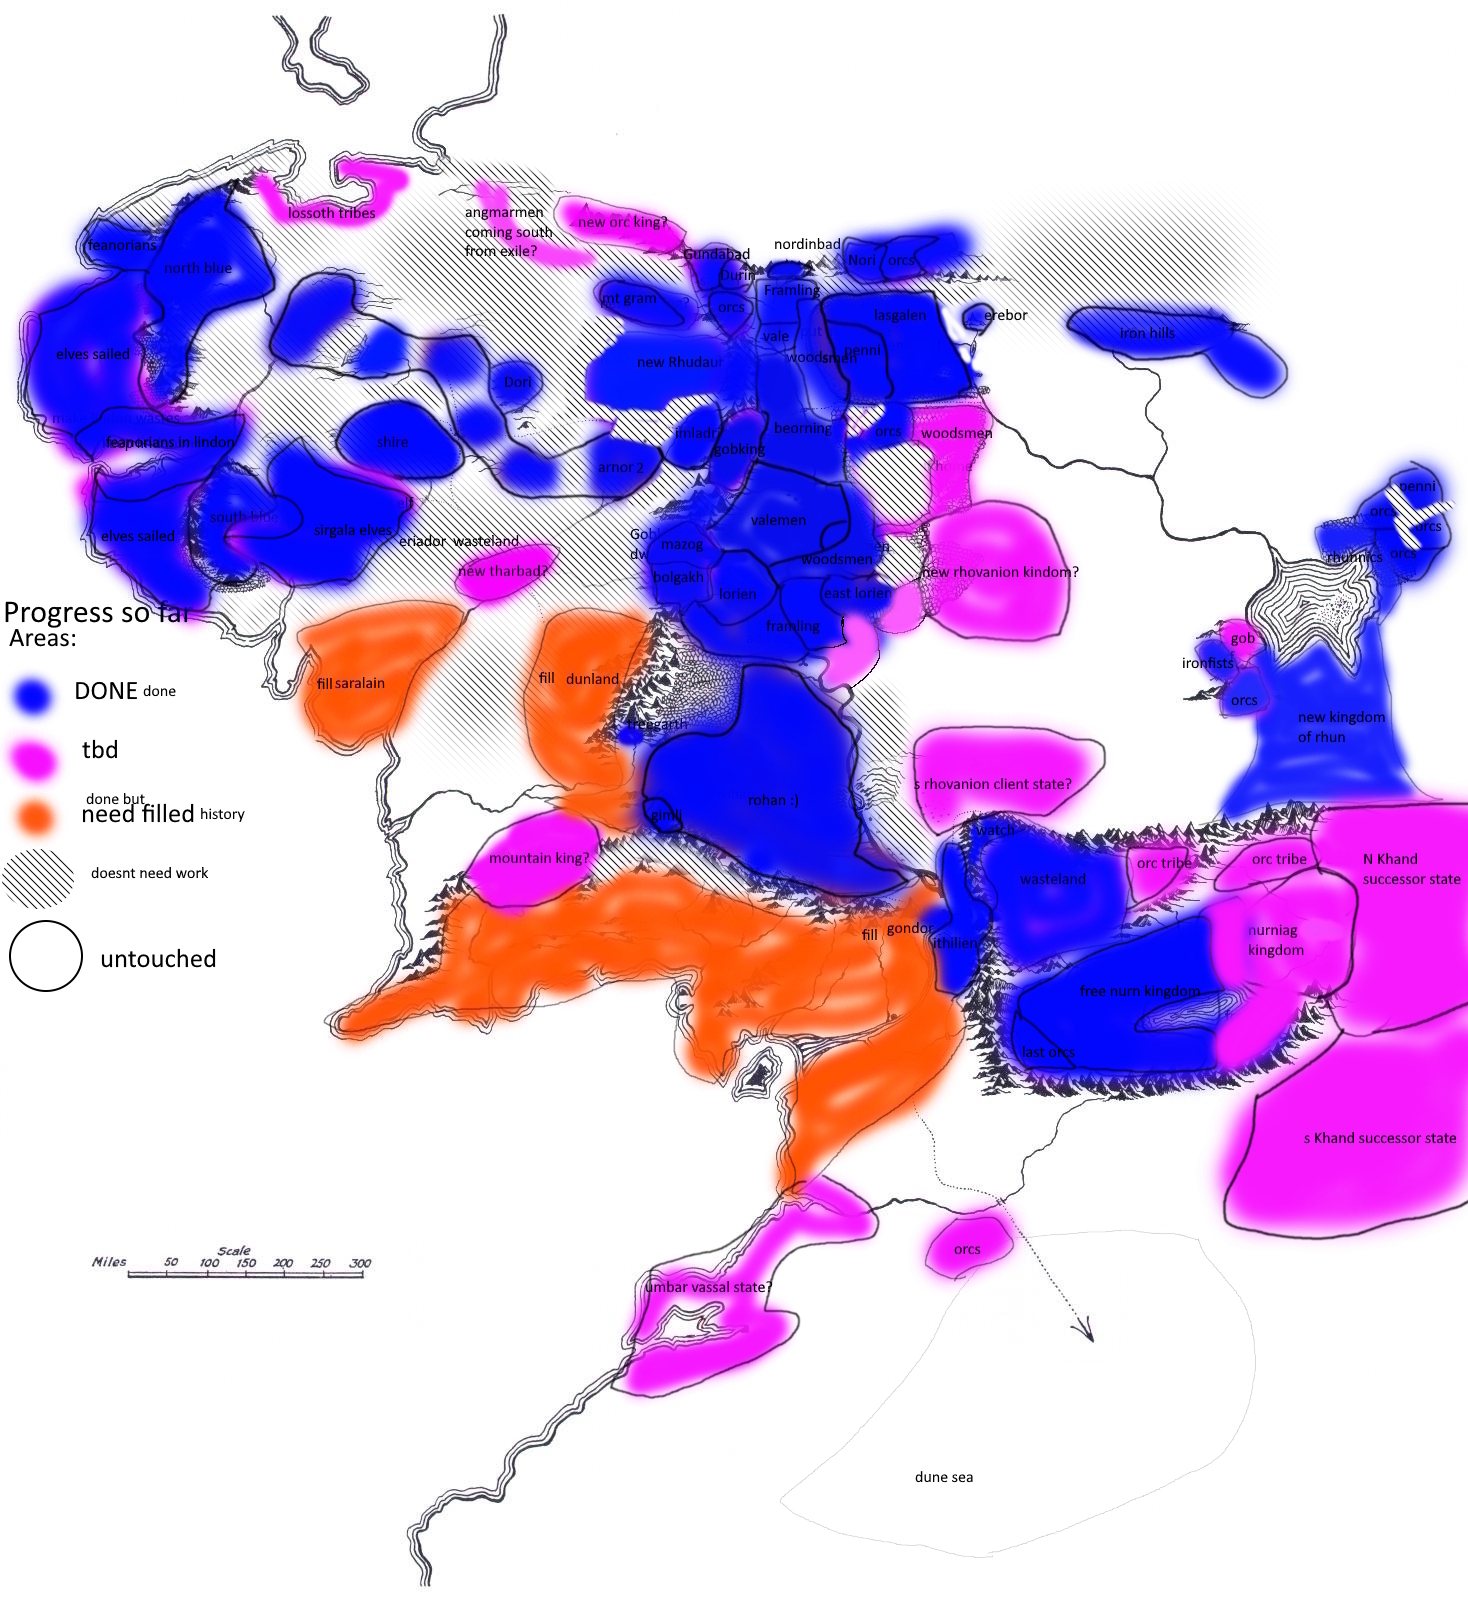 lossoth tribes
angmarmen
coming south
from exile?
new orc king?
feanorians
north blue
Gundabad
nordinbad
Durin
Nori
orcs
mt gram
?
orcs
Framling
lasgalen
erebor
iron hills
elves sailed
new Rhudaur
vale
woodsmen
penni
Dori
feanorians in lindon
shire
imladri
gobking
beorning
orcs
woodsmen
home
arnor 2
penni
orcs
orcs
orcs
rhunnics
south blue
elf
sirgala elves
elves sailed
eriador wasteland
new tharbad?
Gob
dw
mazog
bolgakh
valemen
woodsmen
en
lorien
east lorien
framling
new rhovanion kindom?
gob
ironfists
orcs
new kingdom
of rhun
Progress so far
Areas:
DONE done
tbd
done but
need filled history
doesnt need work
untouched
fill saralain
fill dunland
treegarth
rohan :)
gimli
s rhovanion client state?
mountain king?
watch
wasteland
orc tribe
orc tribe
N Khand
successor state
fill gondor
ithilien
nurniag
kingdom
free nurn kingdom
last orcs
s Khand successor state
orcs
umbar vassal state?
Scale
Miles 50 100 150 200 250 300
dune sea